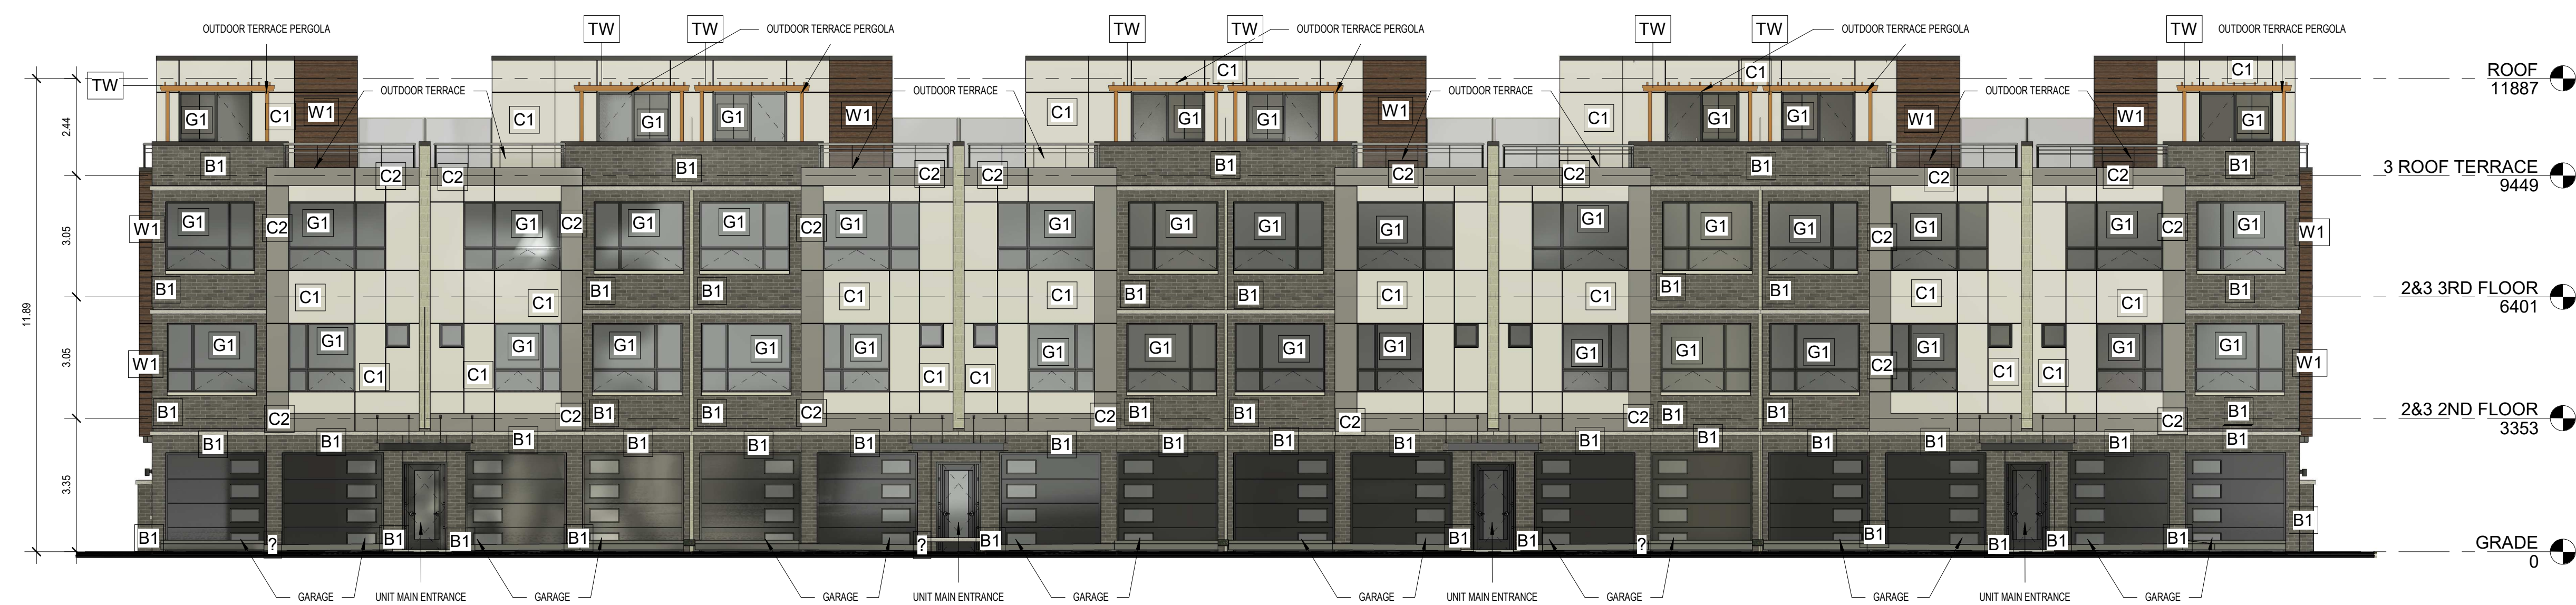 TW TW TW TW TW TW TW
OUTDOOR TERRACE PERGOLA OUTDOOR TERRACE PERGOLA OUTDOOR TERRACE PERGOLA OUTDOOR TERRACE PERGOLA OUTDOOR TERRACE PERGOLA
C1 C1 C1
ROOF
11887
TW
OUTDOOR TERRACE OUTDOOR TERRACE OUTDOOR TERRACE OUTDOOR TERRACE
G1 C1 W1 C1 G1 G1 W1 C1 G1 G1 W1 C1 G1 G1 W1 W1 G1
2.44
B1 B1 B1 B1 B1
3 ROOF TERRACE
9449
C2 C2 C2 C2 C2 C2 C2 C2
W1 G1 C2 G1 G1 C2 G1 G1 C2 G1 G1 G1 G1 G1 G1 G1 G1 C2 G1 G1 C2 G1 W1
3.05
B1 C1 C1 B1 B1 C1 C1 B1 B1 C1 C1 B1 B1 C1 C1 B1
2&3 3RD FLOOR
6401
11.89
W1 G1 G1 G1 G1 G1 G1 G1 G1 G1 G1 G1 G1 G1 C2 G1 G1 G1 W1
3.05
C1 C1 C1 C1 C1 C1
B1 C2 C2 B1 B1 C2 C2 B1 B1 C2 C2 B1 B1 C2 B1
2&3 2ND FLOOR
3353
B1 B1 B1 B1 B1 B1 B1 B1 B1 B1 B1 B1 B1 B1 B1 B1
3.35
B1 ? B1 B1 B1 ? B1 B1 B1 ? B1 B1 B1 B1 B1
GRADE
0
GARAGE UNIT MAIN ENTRANCE GARAGE GARAGE UNIT MAIN ENTRANCE GARAGE GARAGE UNIT MAIN ENTRANCE GARAGE GARAGE UNIT MAIN ENTRANCE GARAGE